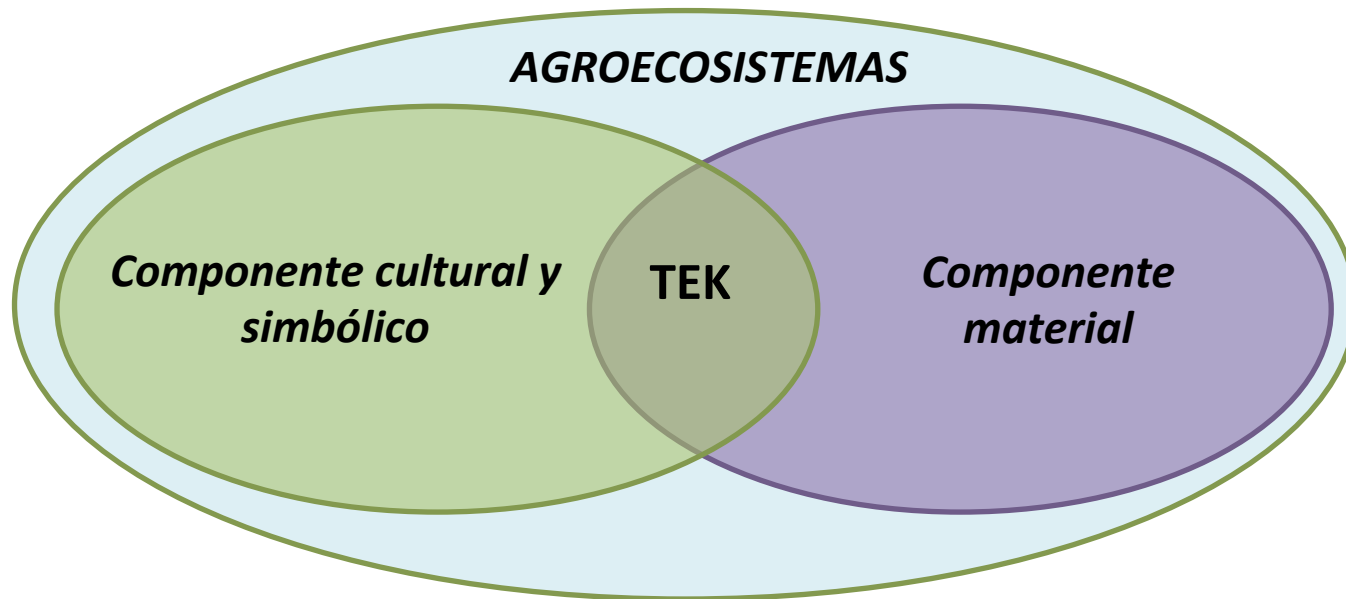 AGROECOSISTEMAS
Componente cultural y
simbólico
TEK
Componente
material